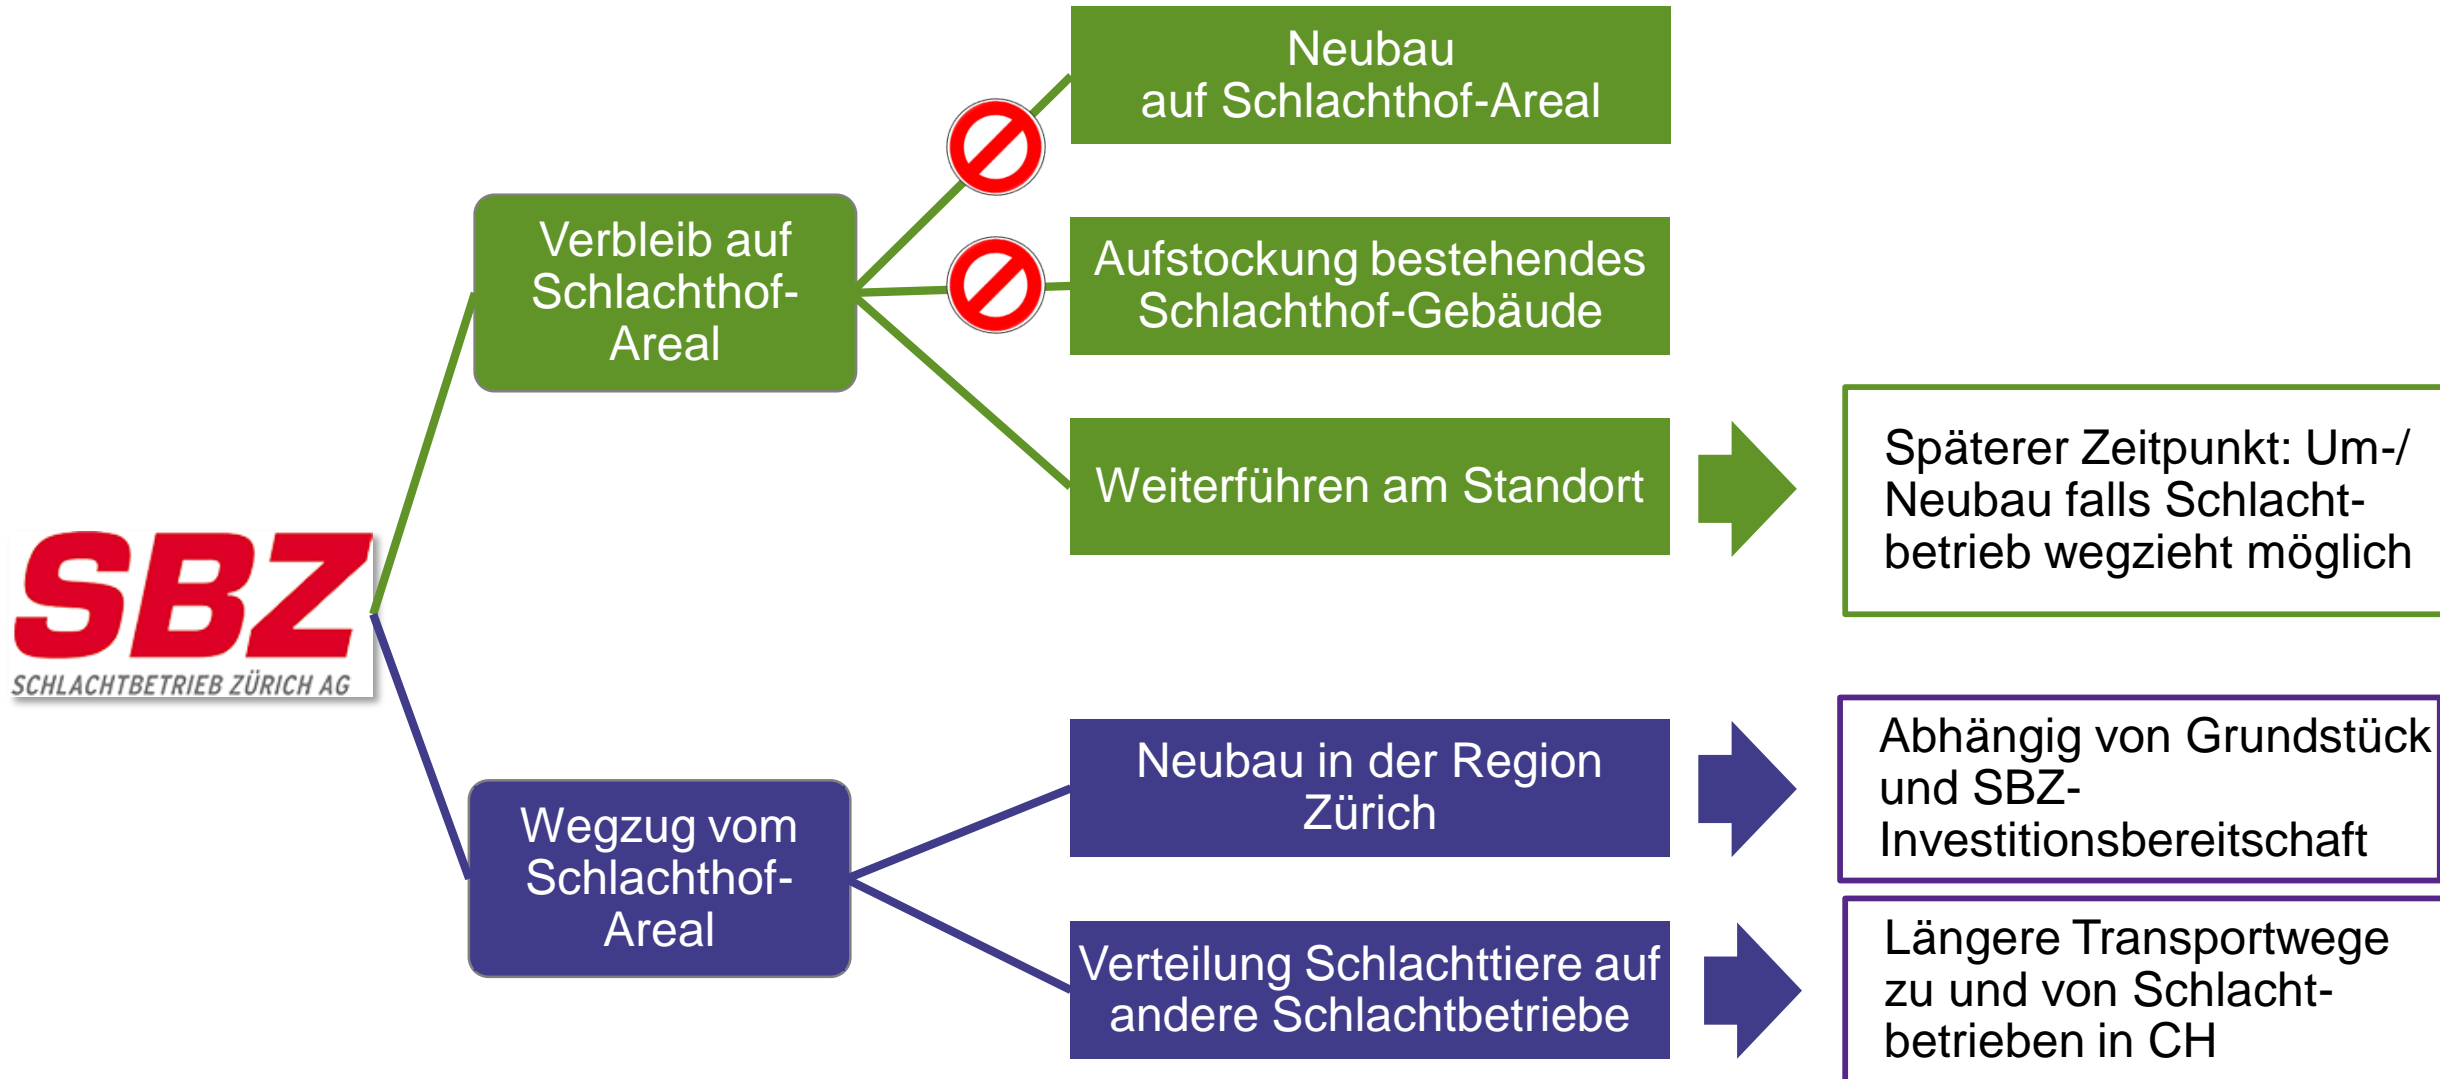 Neubau
auf Schlachthof-Areal
Verbleib auf
Schlachthof-
Areal
Aufstockung bestehendes
Schlachthof-Gebäude
Weiterführen am Standort
Späterer Zeitpunkt: Um-/
Neubau falls Schlacht-
betrieb wegzieht möglich
SBZ
SCHLACHTBETRIEB ZÜRICH AG
Wegzug vom
Schlachthof-
Areal
Neubau in der Region
Zürich
Abhängig von Grundstück
und SBZ-
Investitionsbereitschaft
Verteilung Schlachttiere auf
andere Schlachtbetriebe
Längere Transportwege
zu und von Schlacht-
betrieben in CH